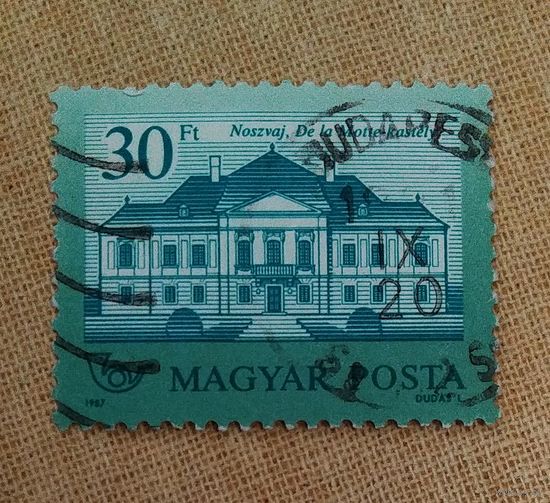 30 Ft
Noszvaj, De la Motte-kastély
BUDAPEST
IX
20
MAGYAR POSTA
1987
DUDÁS L.